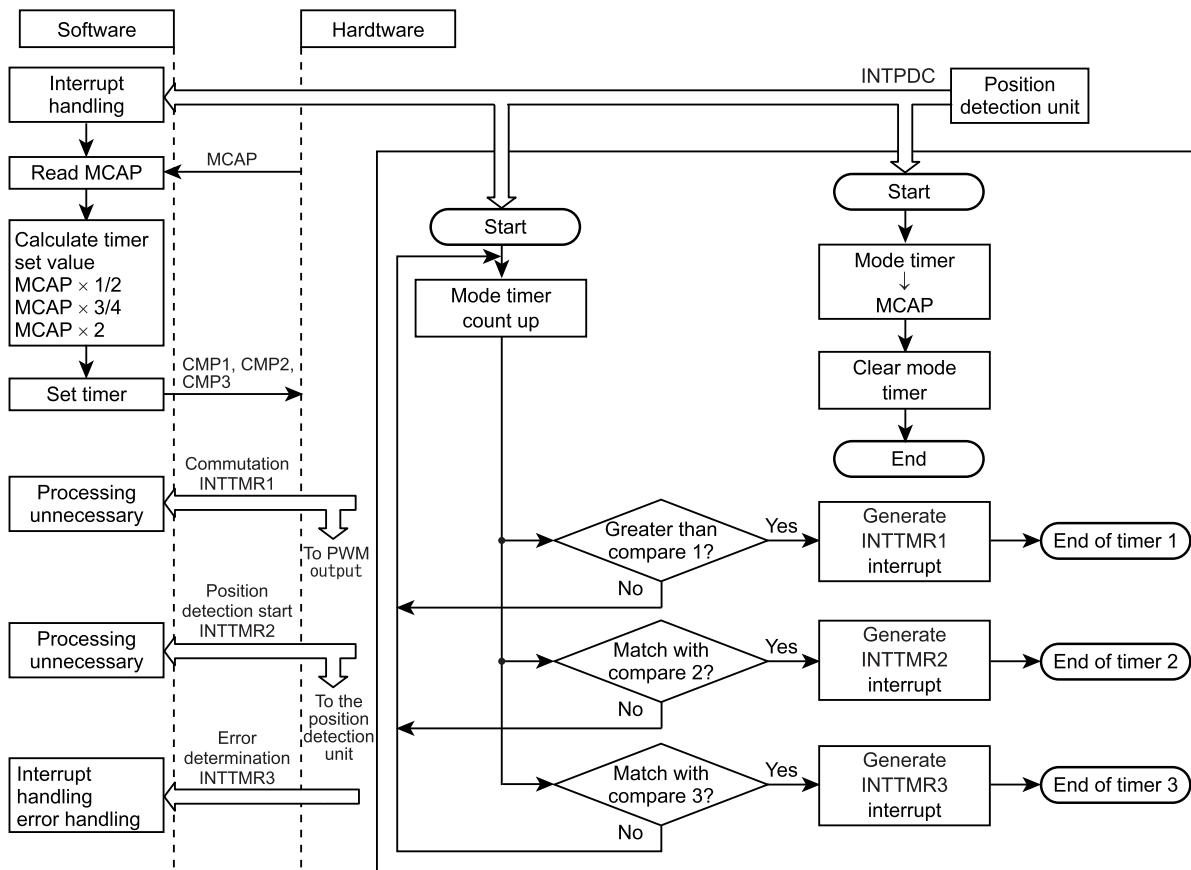 Software
Hardtware
Interrupt
handling
INTPDC
Position
detection unit
Read MCAP
MCAP
Calculate timer
set value
MCAP × 1/2
MCAP × 3/4
MCAP × 2
Set timer
CMP1, CMP2,
CMP3
Start
Mode timer
count up
Start
Mode timer
↓
MCAP
Clear mode
timer
End
Processing
unnecessary
Commutation
INTTMR1
To PWM
output
Greater than
compare 1?
Yes
No
Generate
INTTMR1
interrupt
End of timer 1
Processing
unnecessary
Position
detection start
INTTMR2
To the
position
detection
unit
Match with
compare 2?
Yes
No
Generate
INTTMR2
interrupt
End of timer 2
Interrupt
handling
error handling
Error
determination
INTTMR3
Match with
compare 3?
Yes
No
Generate
INTTMR3
interrupt
End of timer 3